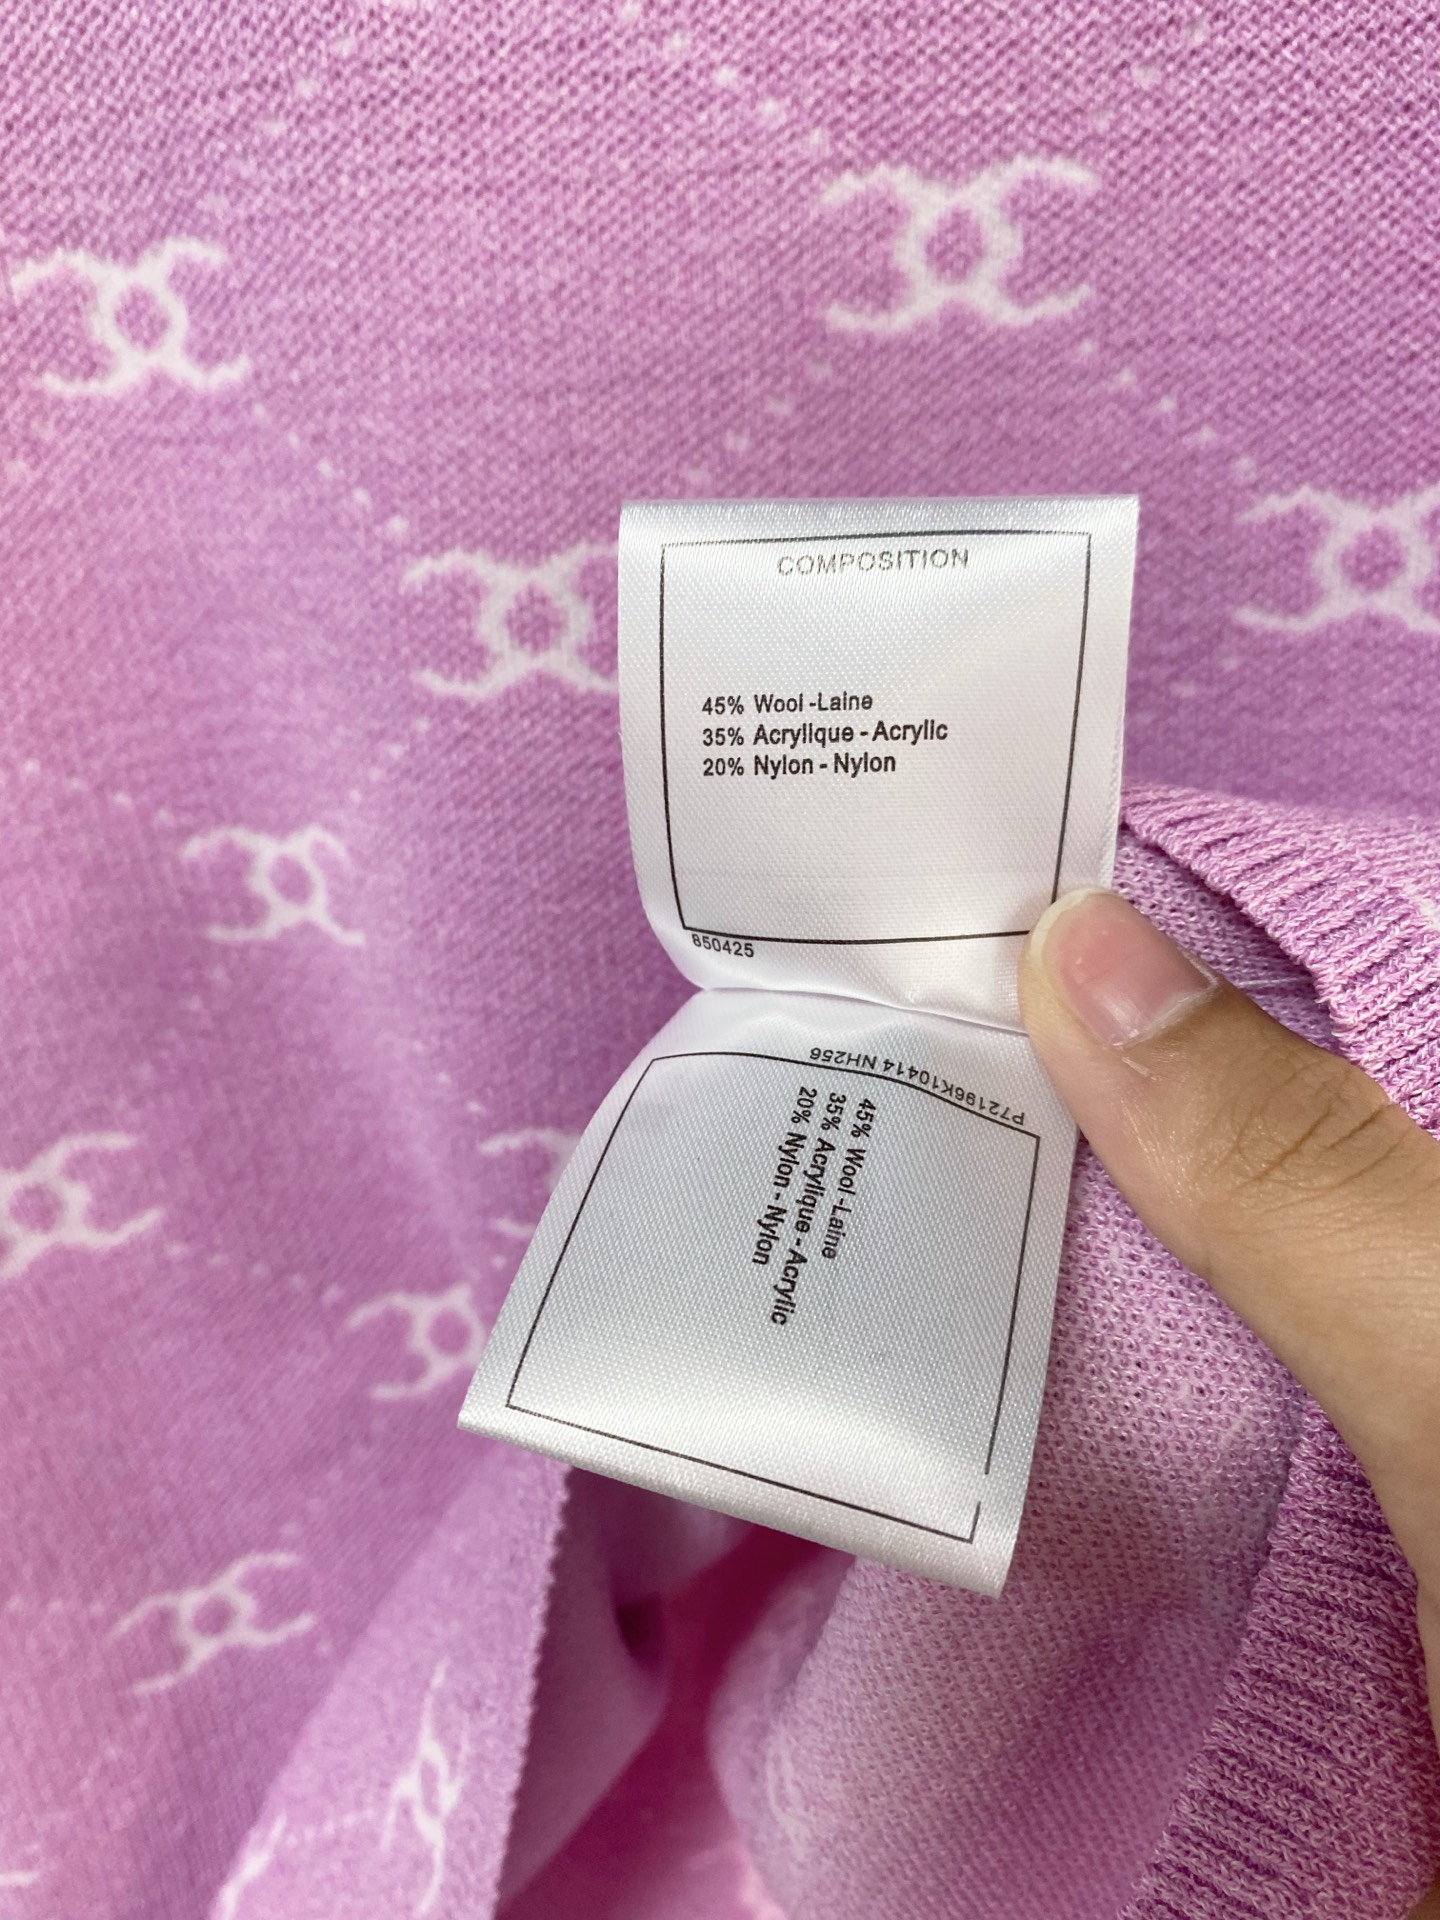 COMPOSITION
45% Wool -Laine
35% Acrylique - Acrylic
20% Nylon - Nylon
850425
P72196K10414 NH256
45% Wool -Laine
35% Acrylique - Acrylic
20% Nylon - Nylon